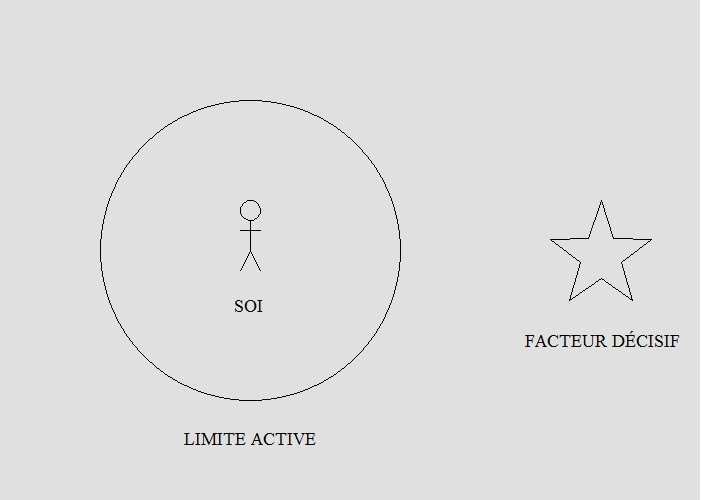 SOI
FACTEUR DÉCISIF
LIMITE ACTIVE